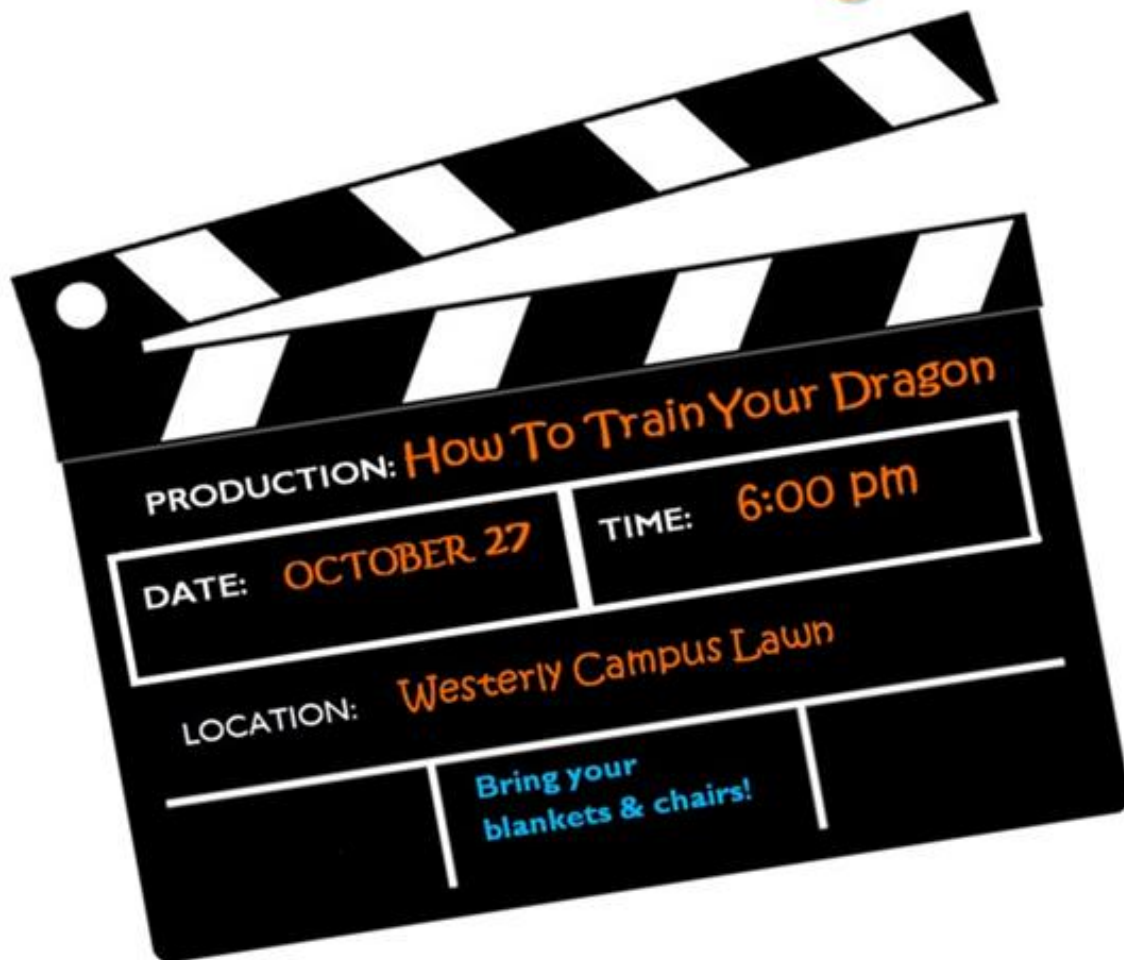 PRODUCTION: How To Train Your Dragon
DATE: OCTOBER 27 TIME: 6:00 pm
LOCATION: Westerly Campus Lawn
Bring your
blankets & chairs!